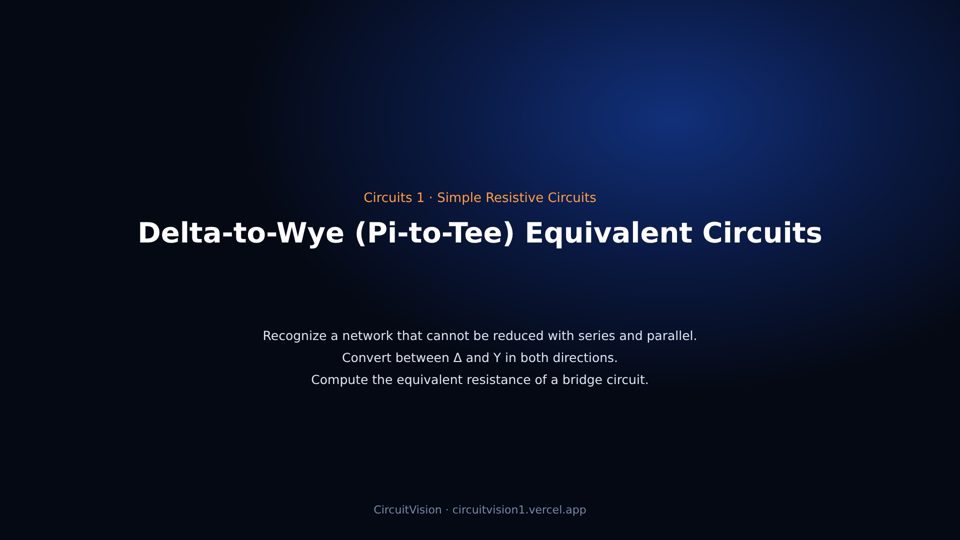 Circuits 1 · Simple Resistive Circuits
Delta-to-Wye (Pi-to-Tee) Equivalent Circuits
Recognize a network that cannot be reduced with series and parallel.
Convert between Δ and Y in both directions.
Compute the equivalent resistance of a bridge circuit.
CircuitVision · circuitvision1.vercel.app